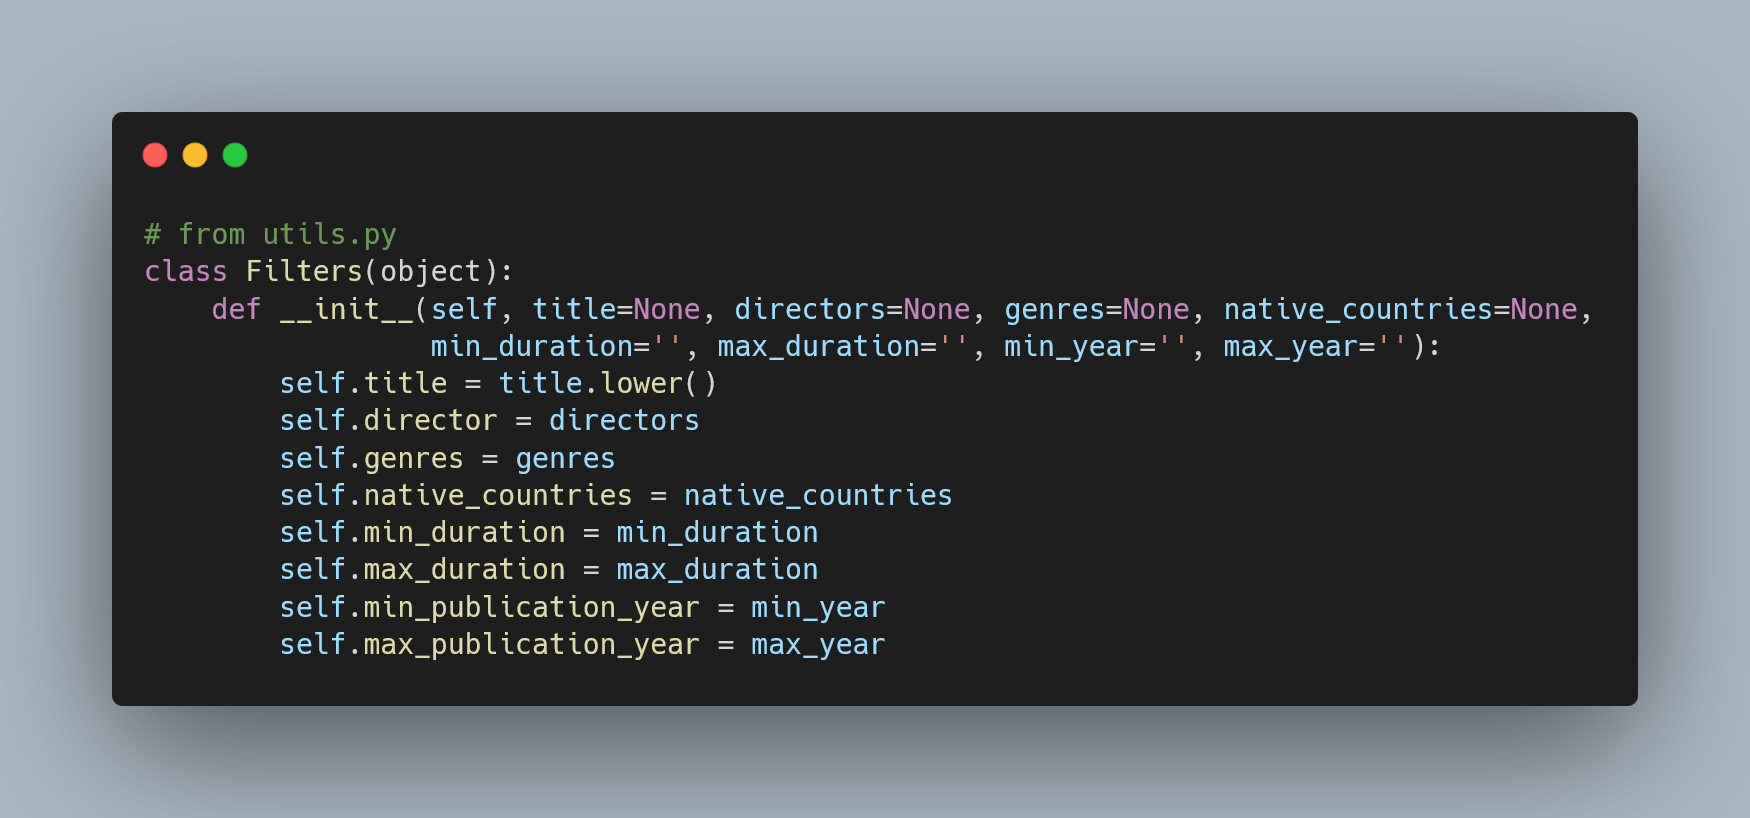 # from utils.py
class Filters(object):
    def __init__(self, title=None, directors=None, genres=None, native_countries=None,
                 min_duration='', max_duration='', min_year='', max_year=''):
        self.title = title.lower()
        self.director = directors
        self.genres = genres
        self.native_countries = native_countries
        self.min_duration = min_duration
        self.max_duration = max_duration
        self.min_publication_year = min_year
        self.max_publication_year = max_year